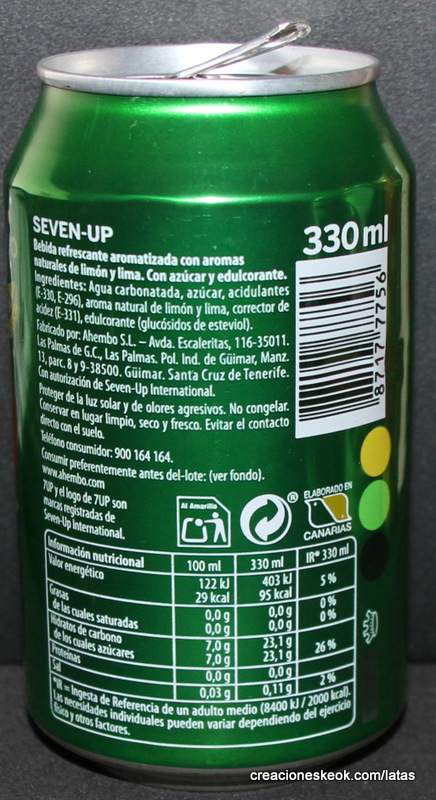 SEVEN-UP
330 ml
Bebida refrescante aromatizada con aromas
naturales de limón y lima. Con azúcar y edulcorante.
Ingredientes: Agua carbonatada, azúcar, acidulantes
(E-330, E-296), aroma natural de limón y lima, corrector de
acidez (E-331), edulcorante (glucósidos de esteviol).
Fabricado por: Ahembo S.L. – Avda. Escaleritas, 116-35011.
Las Palmas de G.C., Las Palmas. Pol. Ind. de Güimar, Manz.
13, parc. 8 y 9-38500. Güimar. Santa Cruz de Tenerife.
Con autorización de Seven-Up International.
Proteger de la luz solar y de olores agresivos. No congelar.
Conservar en lugar limpio, seco y fresco. Evitar el contacto
directo con el suelo.
Teléfono consumidor: 900 164 164.
Consumir preferentemente antes del-lote: (ver fondo).
www.ahembo.com
7UP y el logo de 7UP son
marcas registradas de
Seven-Up International.
8717 7756
Al Amarillo
®
ELABORADO EN
CANARIAS
Información nutricional 100 ml 330 ml IR* 330 ml
Valor energético 122 kJ 403 kJ 5 %
29 kcal 95 kcal
Grasas 0,0 g 0,0 g 0 %
de las cuales saturadas 0,0 g 0,0 g 0 %
Hidratos de carbono 7,0 g 23,1 g
de los cuales azúcares 7,0 g 23,1 g 26 %
Proteínas 0,0 g 0,0 g
Sal 0,03 g 0,11 g 2 %
*IR = Ingesta de Referencia de un adulto medio (8400 kJ / 2000 kcal).
Las necesidades individuales pueden variar dependiendo del ejercicio
físico y otros factores.
creacioneskeok.com/latas